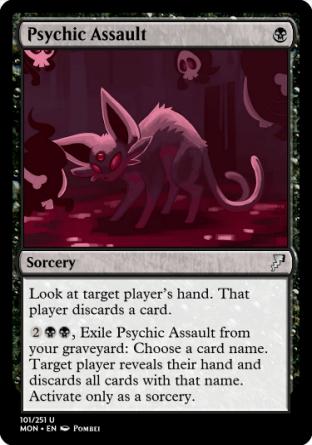 Psychic Assault
Sorcery
Look at target player's hand. That
player discards a card.
2, Exile Psychic Assault from
your graveyard: Choose a card name.
Target player reveals their hand and
discards all cards with that name.
Activate only as a sorcery.
101/251 U
MON • EN Pombei